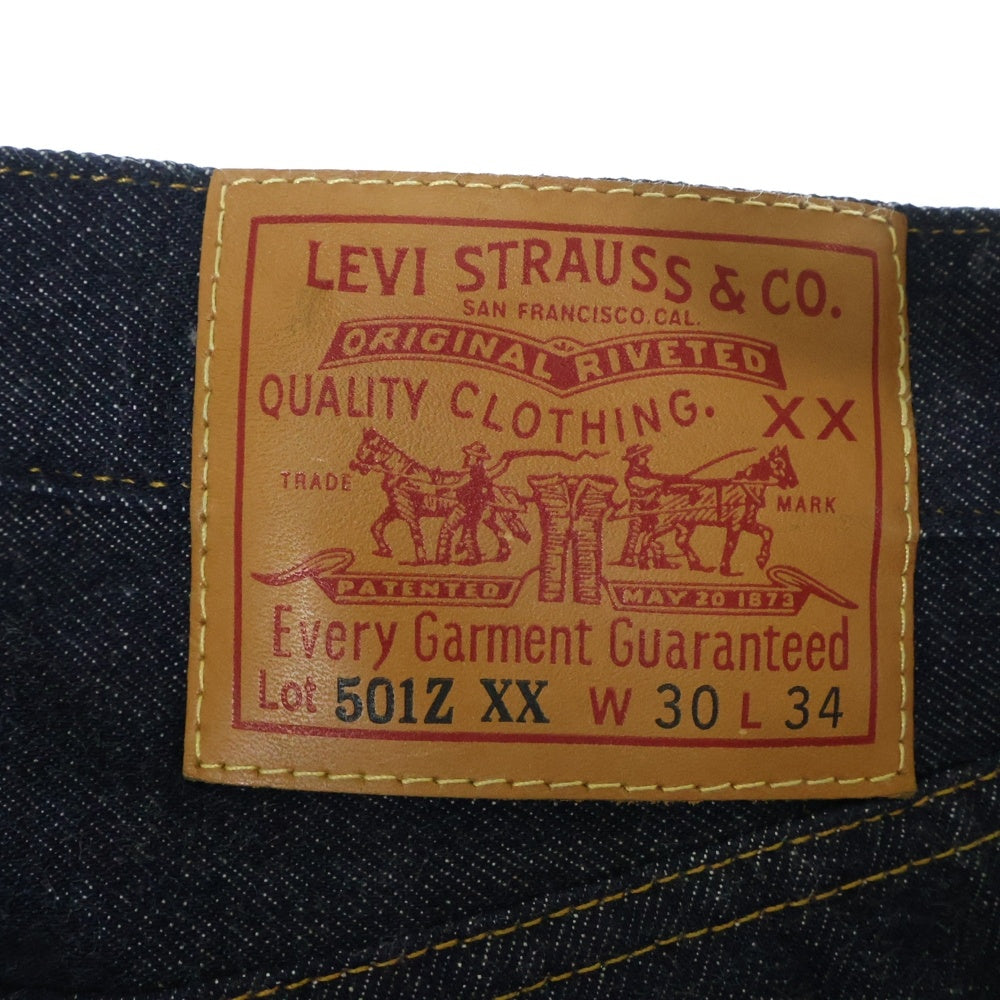 LEVI STRAUSS & CO.
SAN FRANCISCO.CAL.
ORIGINAL RIVETED
QUALITY CLOTHING. XX
TRADE MARK
PATENTED MAY 20 1873
Every Garment Guaranteed
Lot 501Z XX W 30 L 34